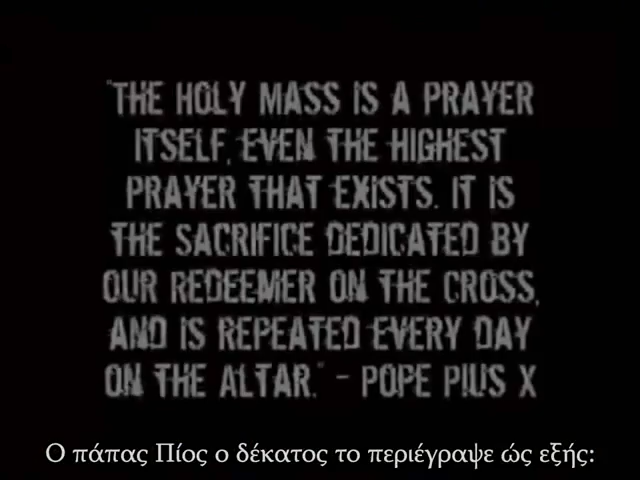 "THE HOLY MASS IS A PRAYER
ITSELF, EVEN THE HIGHEST
PRAYER THAT EXISTS. IT IS
THE SACRIFICE DEDICATED BY
OUR REDEEMER ON THE CROSS,
AND IS REPEATED EVERY DAY
ON THE ALTAR." - POPE PIUS X
Ο πάπας Πίος ο δέκατος το περιέγραψε ώς εξής: